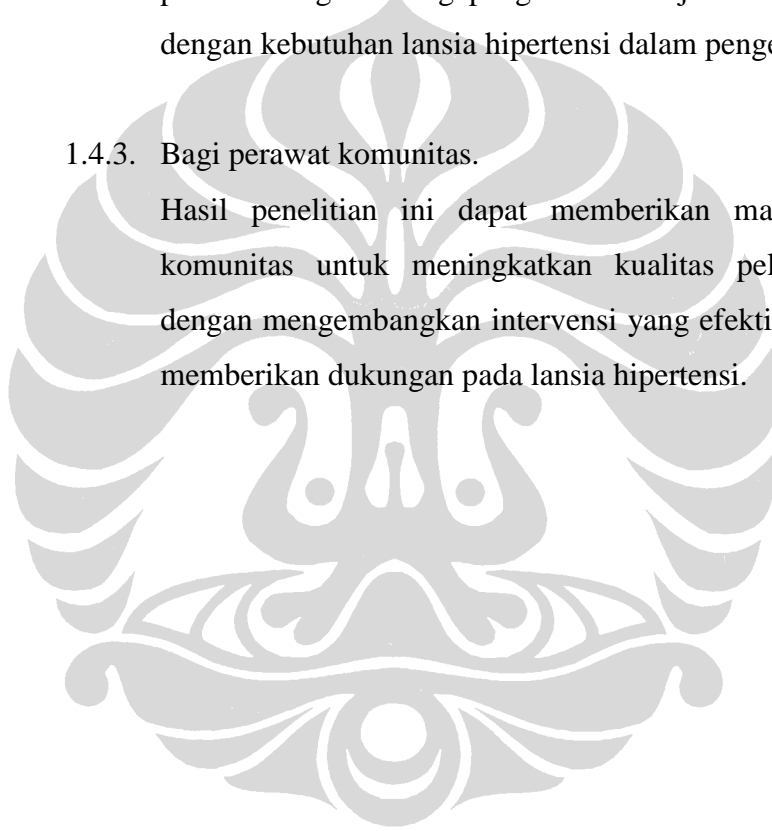 dengan kebutuhan lansia hipertensi dalam penge
1.4.3. Bagi perawat komunitas.
Hasil penelitian ini dapat memberikan ma
komunitas untuk meningkatkan kualitas pel
dengan mengembangkan intervensi yang efekti
memberikan dukungan pada lansia hipertensi.